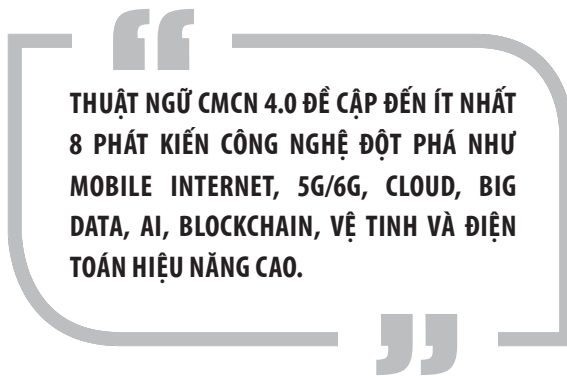 THUẬT NGỮ CMCN 4.0 ĐỀ CẬP ĐẾN ÍT NHẤT
8 PHÁT KIẾN CÔNG NGHỆ ĐỘT PHÁ NHƯ
MOBILE INTERNET, 5G/6G, CLOUD, BIG
DATA, AI, BLOCKCHAIN, VỆ TINH VÀ ĐIỆN
TOÁN HIỆU NĂNG CAO.